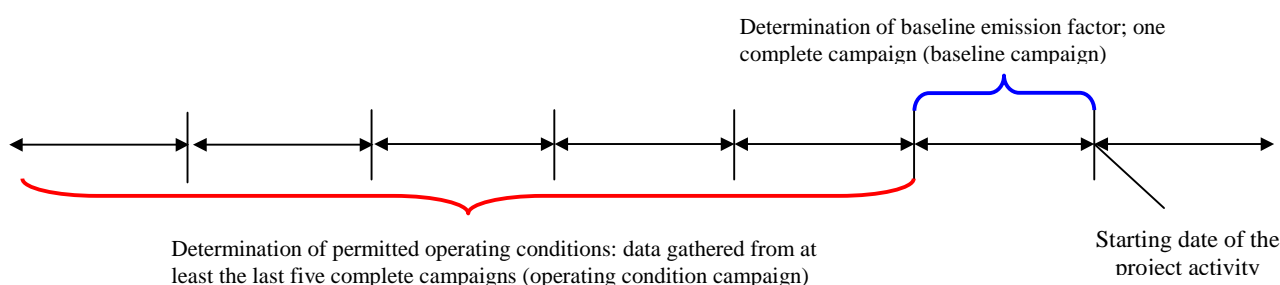 Determination of baseline emission factor; one
complete campaign (baseline campaign)
Determination of permitted operating conditions: data gathered from at
least the last five complete campaigns (operating condition campaign)
Starting date of the
project activity